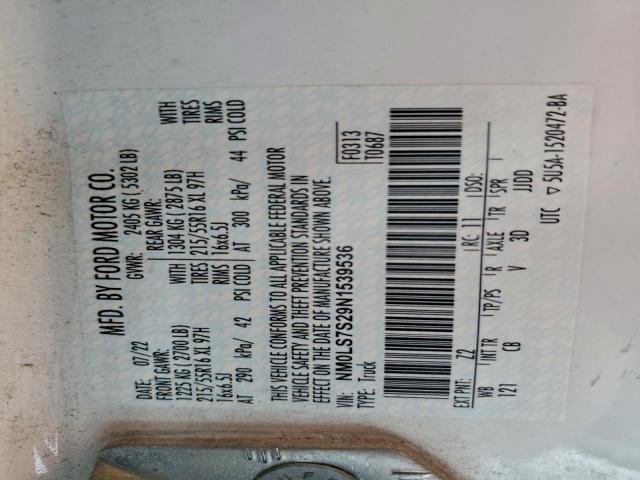 MFD. BY FORD MOTOR CO.
DATE: 07/22 GVWR: 2405 KG ( 5302 LB)
FRONT GAWR: REAR GAWR:
1225 KG ( 2700 LB) WITH 1304 KG ( 2875 LB) WITH
215/55R16 XL 97H TIRES 215/55R16 XL 97H TIRES
16x6.5J RIMS 16x6.5J RIMS
AT 290 kPa/ 42 PSI COLD AT 300 kPa/ 44 PSI COLD
THIS VEHICLE CONFORMS TO ALL APPLICABLE FEDERAL MOTOR
VEHICLE SAFETY AND THEFT PREVENTION STANDARDS IN
EFFECT ON THE DATE OF MANUFACTURE SHOWN ABOVE.
VIN: NM0LS7S29N1539536
TYPE: Truck
F0313
T0687
EXT PNT: Z2 RC: 11 DSO:
WB INT TR TP/PS R AXLE TR SPR
121 CB V 3D JJDD
UTC ▽ 5U5A-1520472-BA